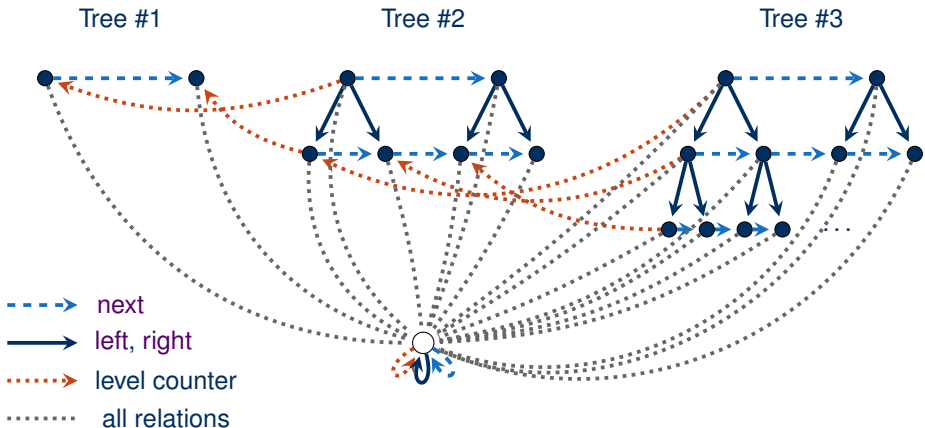 Tree #1
Tree #2
Tree #3
. . .
next
left, right
level counter
all relations